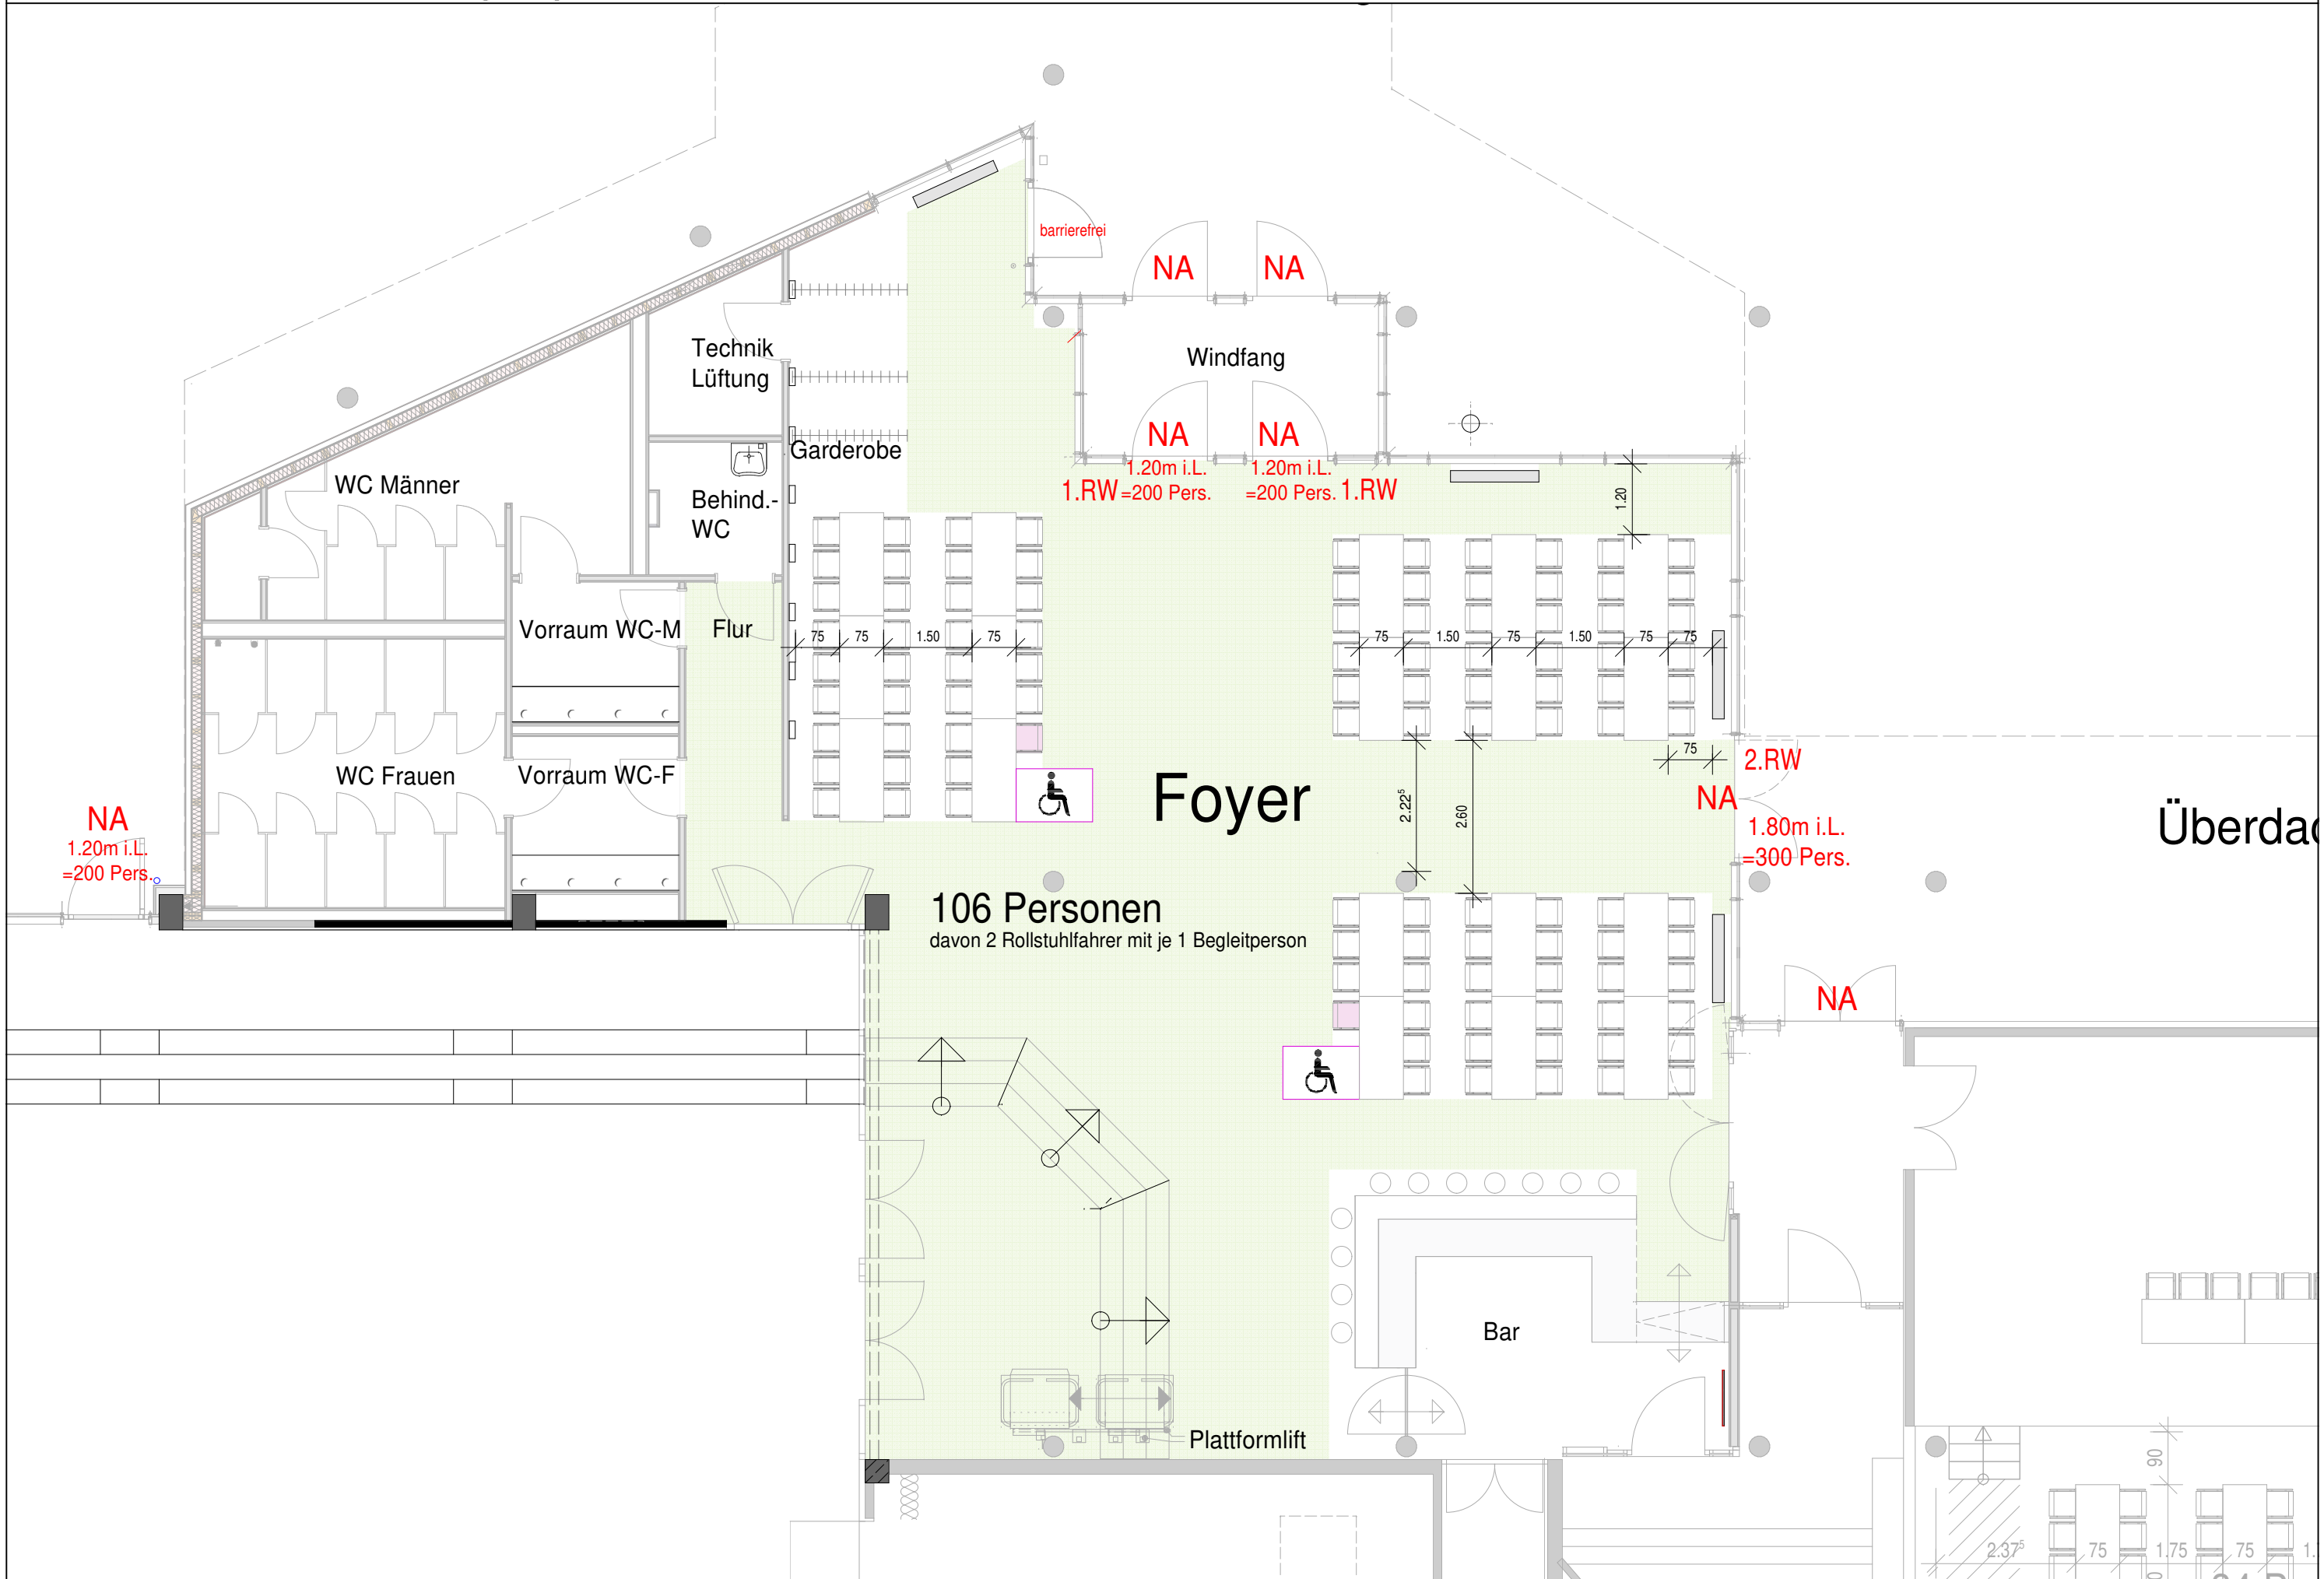 barrierefrei
NA
NA
Technik
Lüftung
Windfang
Garderobe
NA
NA
1.20m i.L.
1.20m i.L.
1.RW
=200 Pers.
=200 Pers.
1.RW
1.20
WC Männer
Behind.-
WC
Vorraum WC-M
Flur
75
75
1.50
75
75
1.50
75
1.50
75
75
WC Frauen
Vorraum WC-F
Foyer
75
2.RW
NA
2.22⁵
2.60
1.80m i.L.
=300 Pers.
NA
1.20m i.L.
=200 Pers.
106 Personen
davon 2 Rollstuhlfahrer mit je 1 Begleitperson
NA
Bar
Plattformlift
90
2.37⁵
75
1.75
75